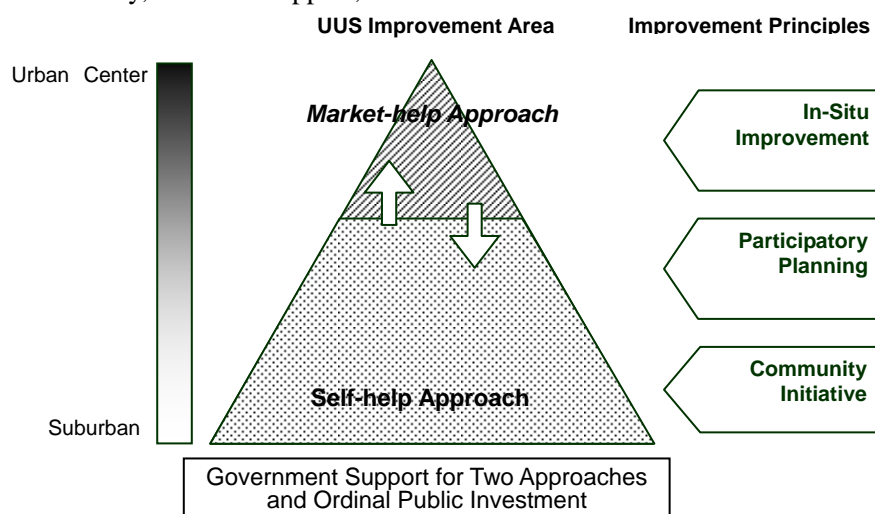 UUS Improvement Area
Improvement Principles
Urban Center
Market-help Approach
In-Situ
Improvement
Participatory
Planning
Community
Initiative
Self-help Approach
Suburban
Government Support for Two Approaches
and Ordinal Public Investment